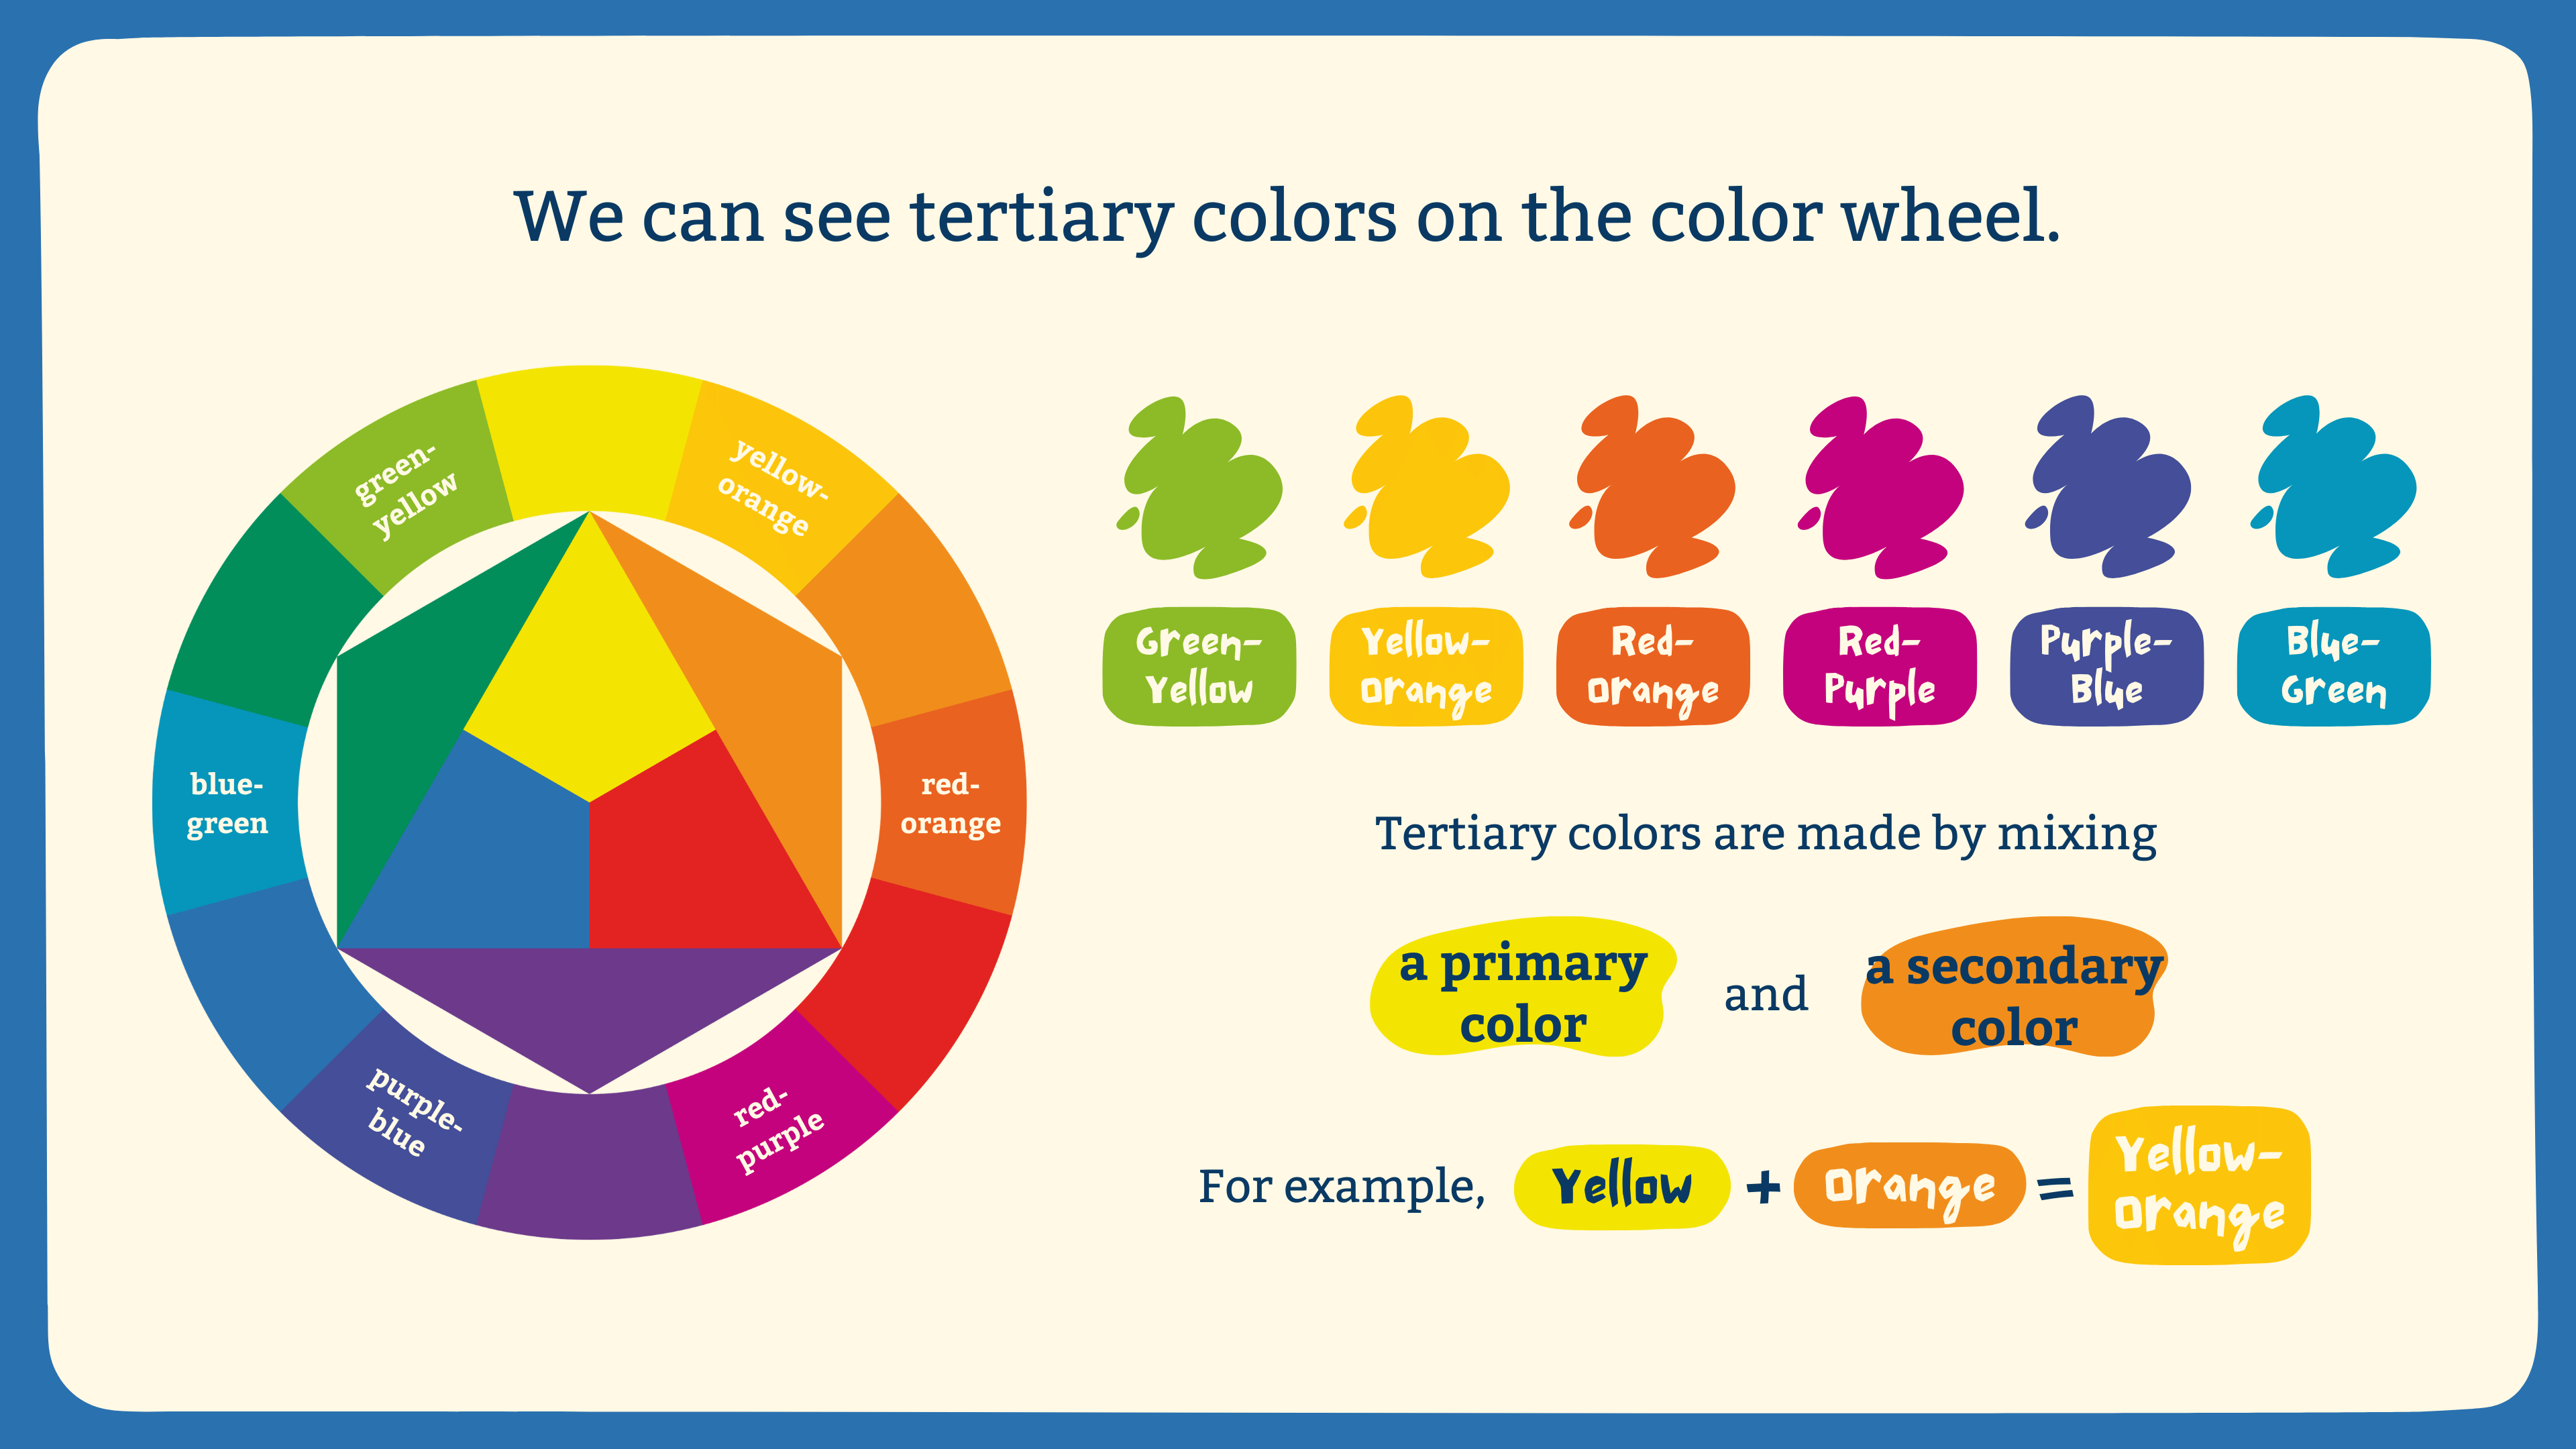 We can see tertiary colors on the color wheel.
green-
yellow
yellow-
orange
blue-
green
red-
orange
purple-
blue
red-
purple
Green-
Yellow
Yellow-
Orange
Red-
Orange
Red-
Purple
Purple-
Blue
Blue-
Green
Tertiary colors are made by mixing
a primary
color
and
a secondary
color
For example, Yellow + Orange = Yellow-
Orange